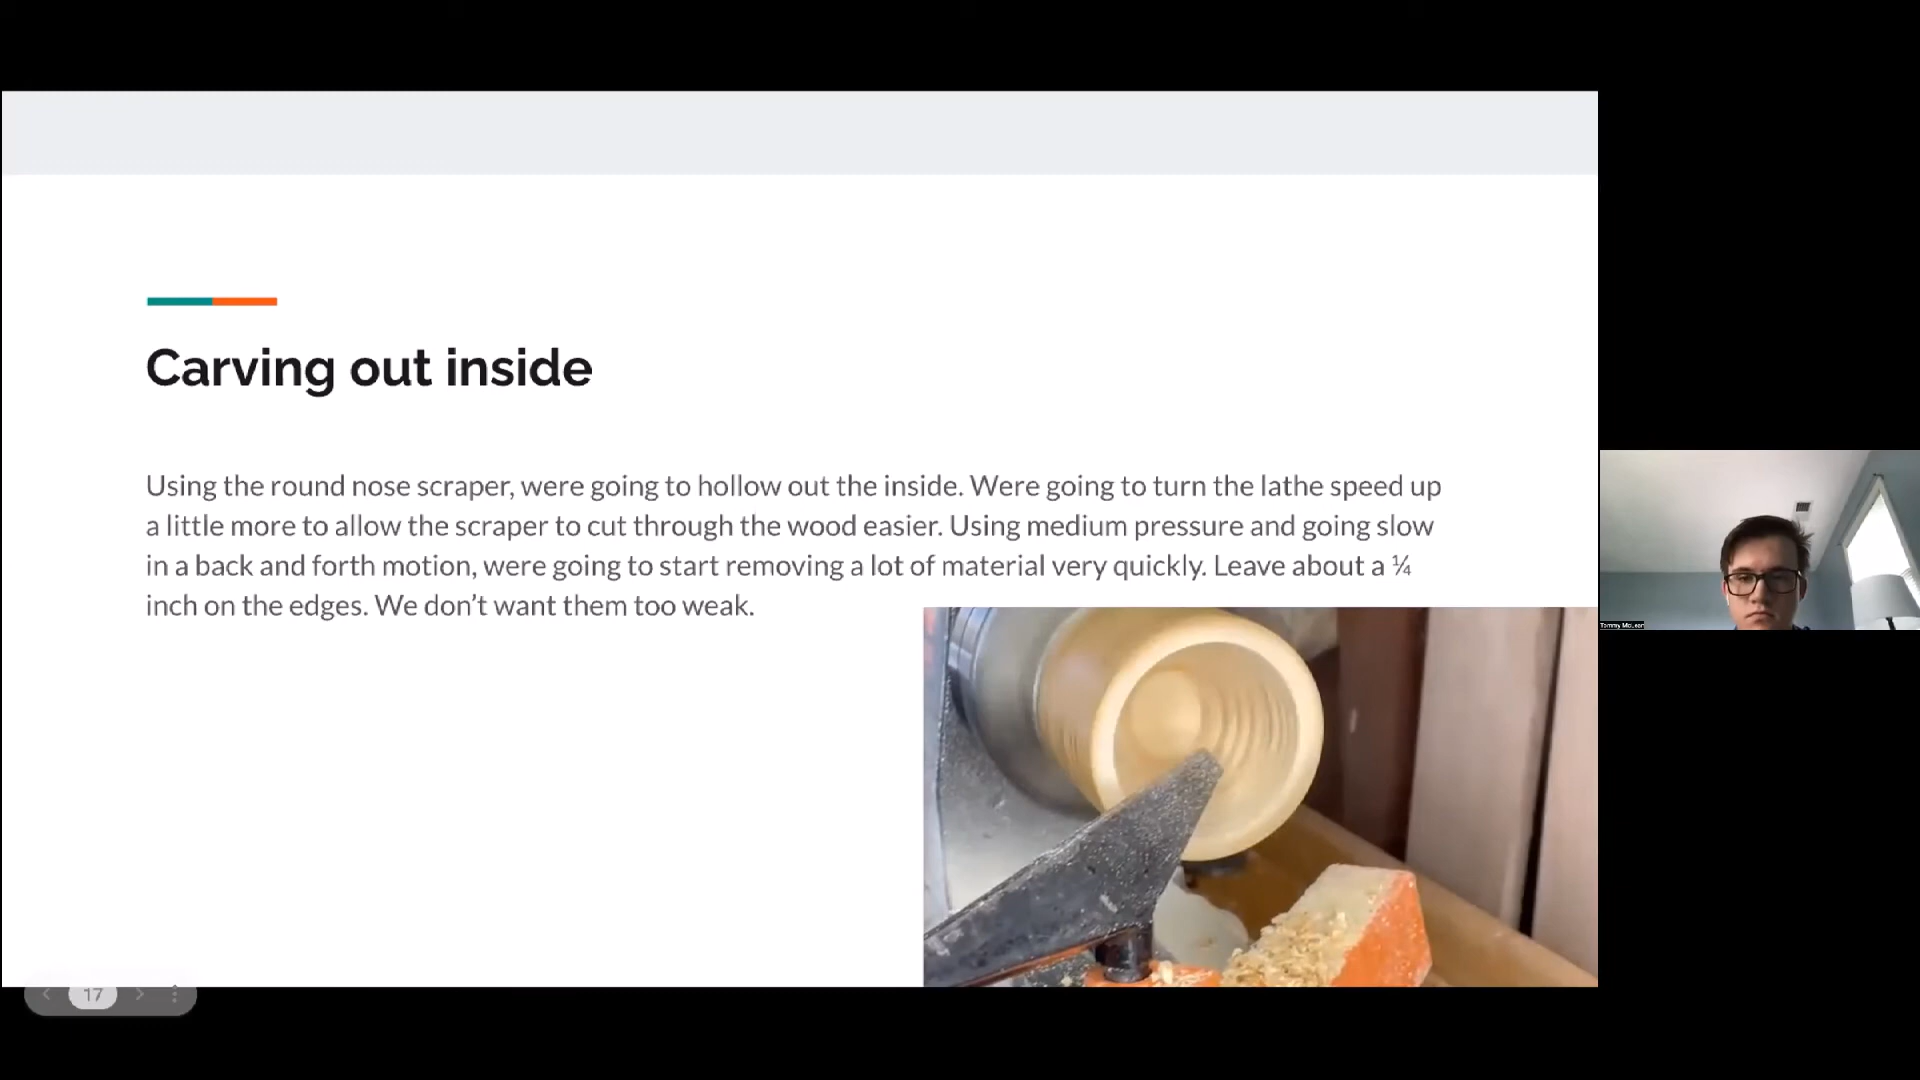 Carving out inside
Using the round nose scraper, were going to hollow out the inside. Were going to turn the lathe speed up
a little more to allow the scraper to cut through the wood easier. Using medium pressure and going slow
in a back and forth motion, were going to start removing a lot of material very quickly. Leave about a ¼
inch on the edges. We don’t want them too weak.
Tommy McLean
17